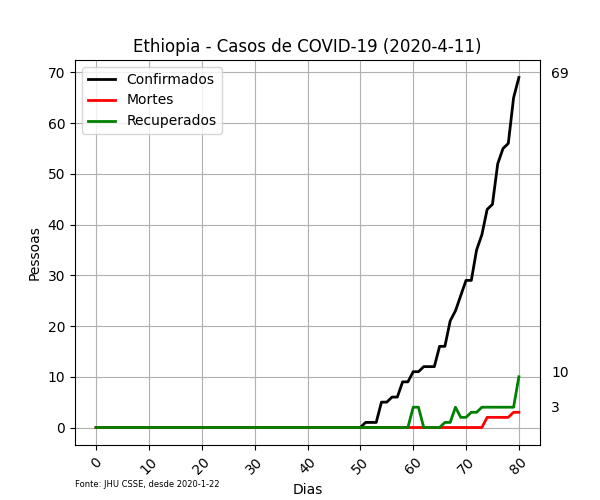 Ethiopia - Casos de COVID-19 (2020-4-11)
Confirmados
Mortes
Recuperados
70
60
50
40
30
20
10
0
Pessoas
69
10
3
0
10
20
30
40
50
60
70
80
Fonte: JHU CSSE, desde 2020-1-22
Dias